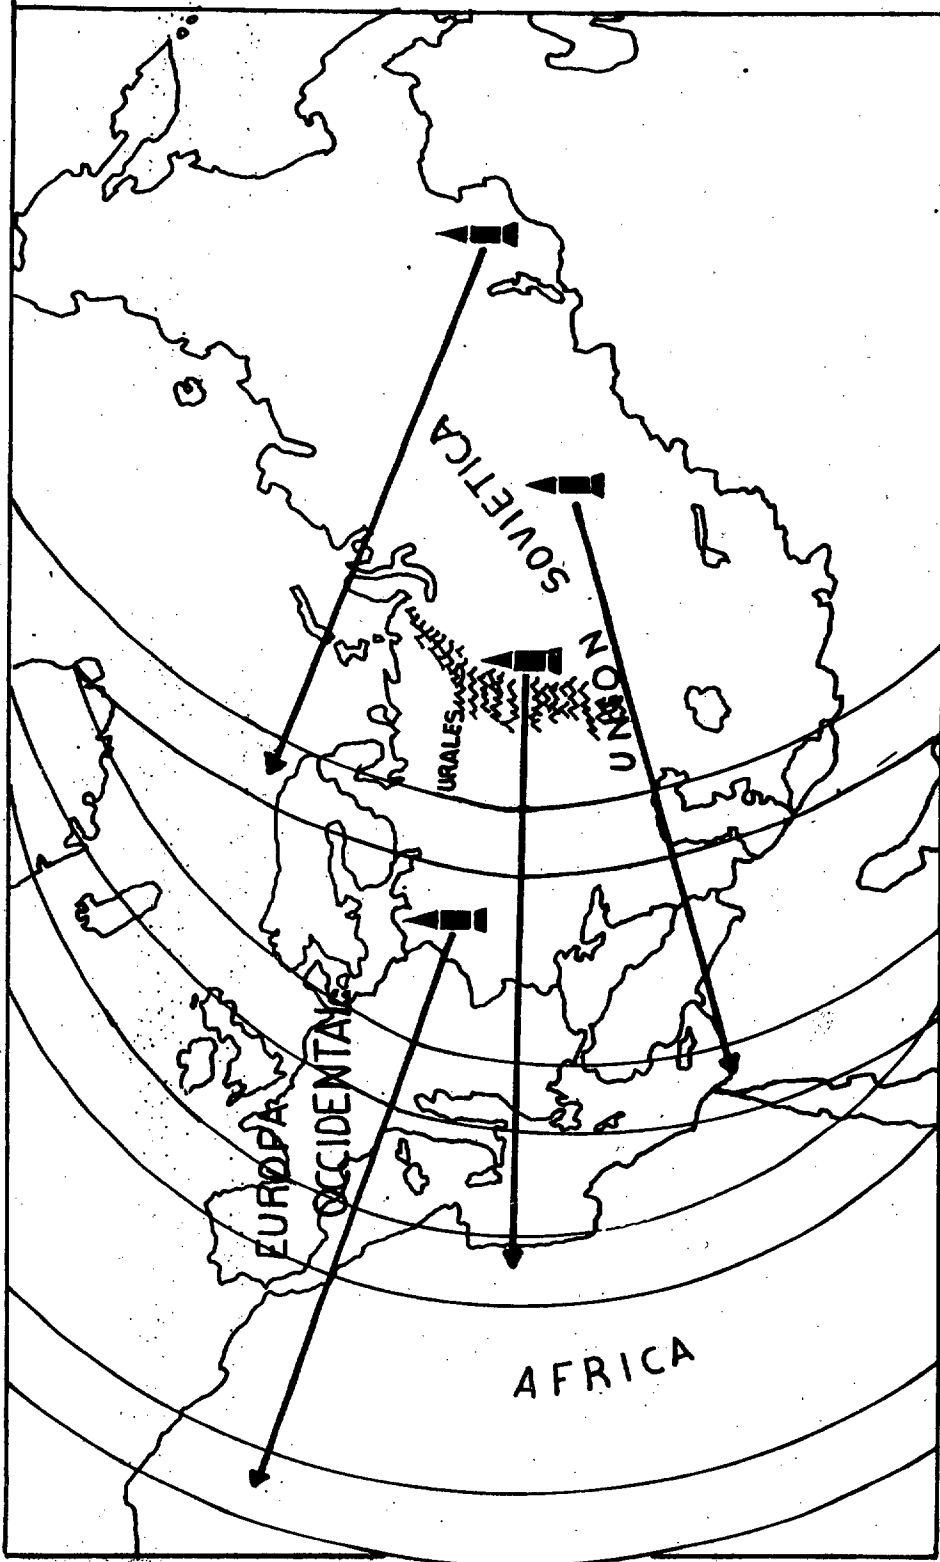 UNION
SOVIETICA
URALES
EUROPA
OCCIDENTAL
AFRICA